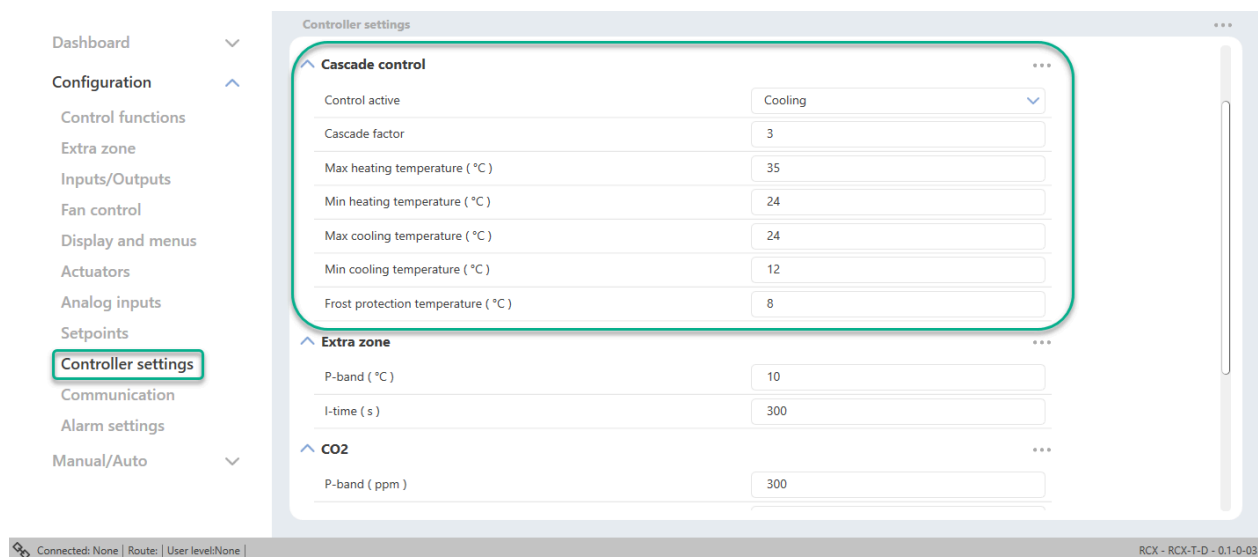 Dashboard
Configuration
Control functions
Extra zone
Inputs/Outputs
Fan control
Display and menus
Actuators
Analog inputs
Setpoints
Controller settings
Communication
Alarm settings
Manual/Auto
Controller settings
Cascade control
Control active Cooling
Cascade factor 3
Max heating temperature ( °C ) 35
Min heating temperature ( °C ) 24
Max cooling temperature ( °C ) 24
Min cooling temperature ( °C ) 12
Frost protection temperature ( °C ) 8
Extra zone
P-band ( °C ) 10
I-time ( s ) 300
CO2
P-band ( ppm ) 300
Connected: None | Route: | User level:None |
RCX - RCX-T-D - 0.1-0-03